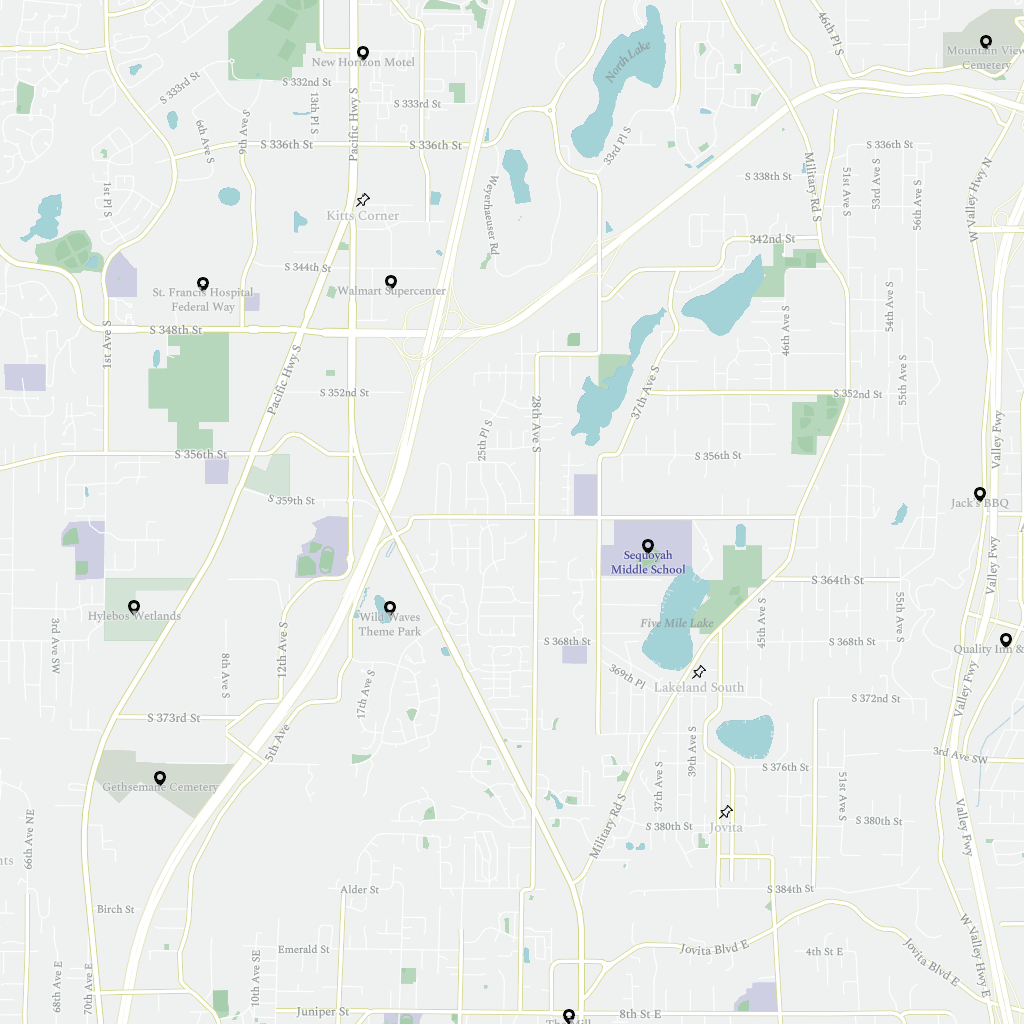 46th Pl S
North Lake
Mountain View
Cemetery
New Horizon Motel
S 332nd St
S 333rd St
13th Pl S
S 333rd St
Pacific Hwy S
6th Ave S
9th Ave S
S 336th St
S 336th St
33rd Pl S
S 336th St
Military Rd S
S 338th St
51st Ave S
53rd Ave S
56th Ave S
W Valley Hwy N
1st Pl S
Weyerhaeuser Rd
Kitts Corner
342nd St
S 344th St
St. Francis Hospital
Federal Way
Walmart Supercenter
54th Ave S
46th Ave S
1st Ave S
S 348th St
Pacific Hwy S
S 352nd St
37th Ave S
S 352nd St
55th Ave S
28th Ave S
25th Pl S
Valley Fwy
S 356th St
S 356th St
S 359th St
Jack's BBQ
Sequoyah
Middle School
Valley Fwy
S 364th St
Hylebos Wetlands
Wild Waves
Theme Park
Five Mile Lake
45th Ave S
55th Ave S
3rd Ave SW
12th Ave S
S 368th St
S 368th St
Quality Inn &
8th Ave S
17th Ave S
369th Pl
Lakeland South
Valley Fwy
S 372nd St
S 373rd St
5th Ave
39th Ave S
3rd Ave SW
S 376th St
37th Ave S
51st Ave S
Gethsemane Cemetery
Military Rd S
Jovita
S 380th St
S 380th St
Valley Fwy
66th Ave NE
nts
Alder St
S 384th St
Birch St
W Valley Hwy E
Emerald St
Jovita Blvd E
4th St E
Jovita Blvd E
68th Ave E
70th Ave E
10th Ave SE
Juniper St
8th St E